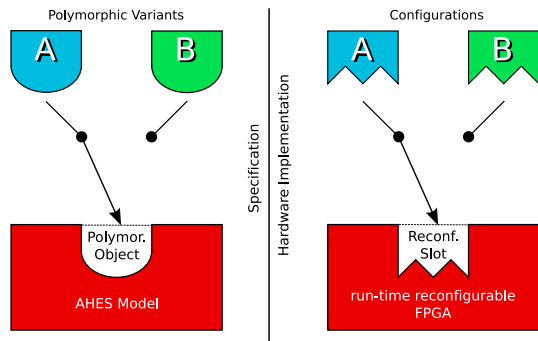 Polymorphic Variants
A
B
Polymor.
Object
AHES Model
Specification
Hardware Implementation
Configurations
A
B
Reconf.
Slot
run-time reconfigurable
FPGA